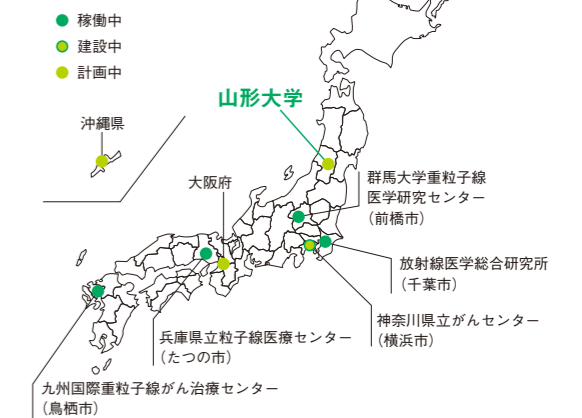 稼働中
建設中
計画中
山形大学
沖縄県
大阪府
群馬大学重粒子線
医学研究センター
（前橋市）
放射線医学総合研究所
（千葉市）
神奈川県立がんセンター
（横浜市）
兵庫県立粒子線医療センター
（たつの市）
九州国際重粒子線がん治療センター
（鳥栖市）